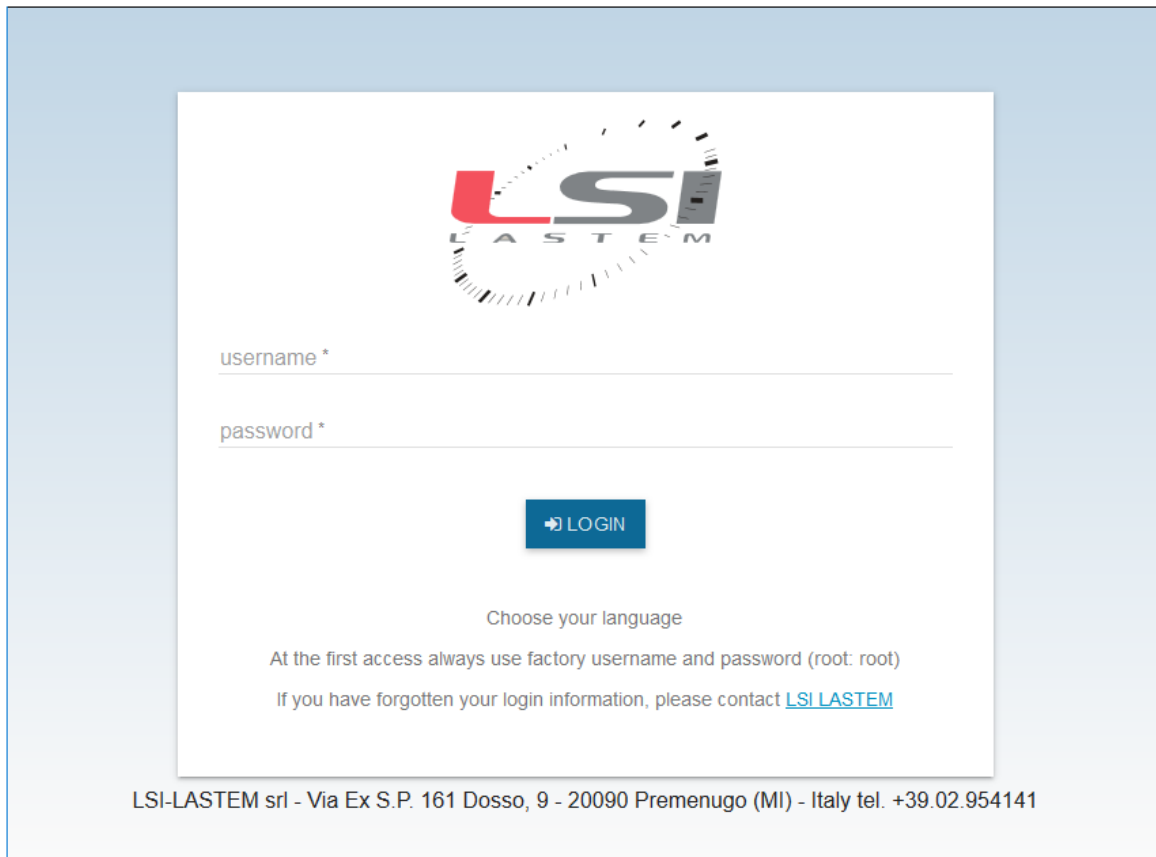 LSI
LASTEM
username *
password *
LOGIN
Choose your language
At the first access always use factory username and password (root: root)
If you have forgotten your login information, please contact LSI LASTEM
LSI-LASTEM srl - Via Ex S.P. 161 Dosso, 9 - 20090 Premenugo (MI) - Italy tel. +39.02.954141